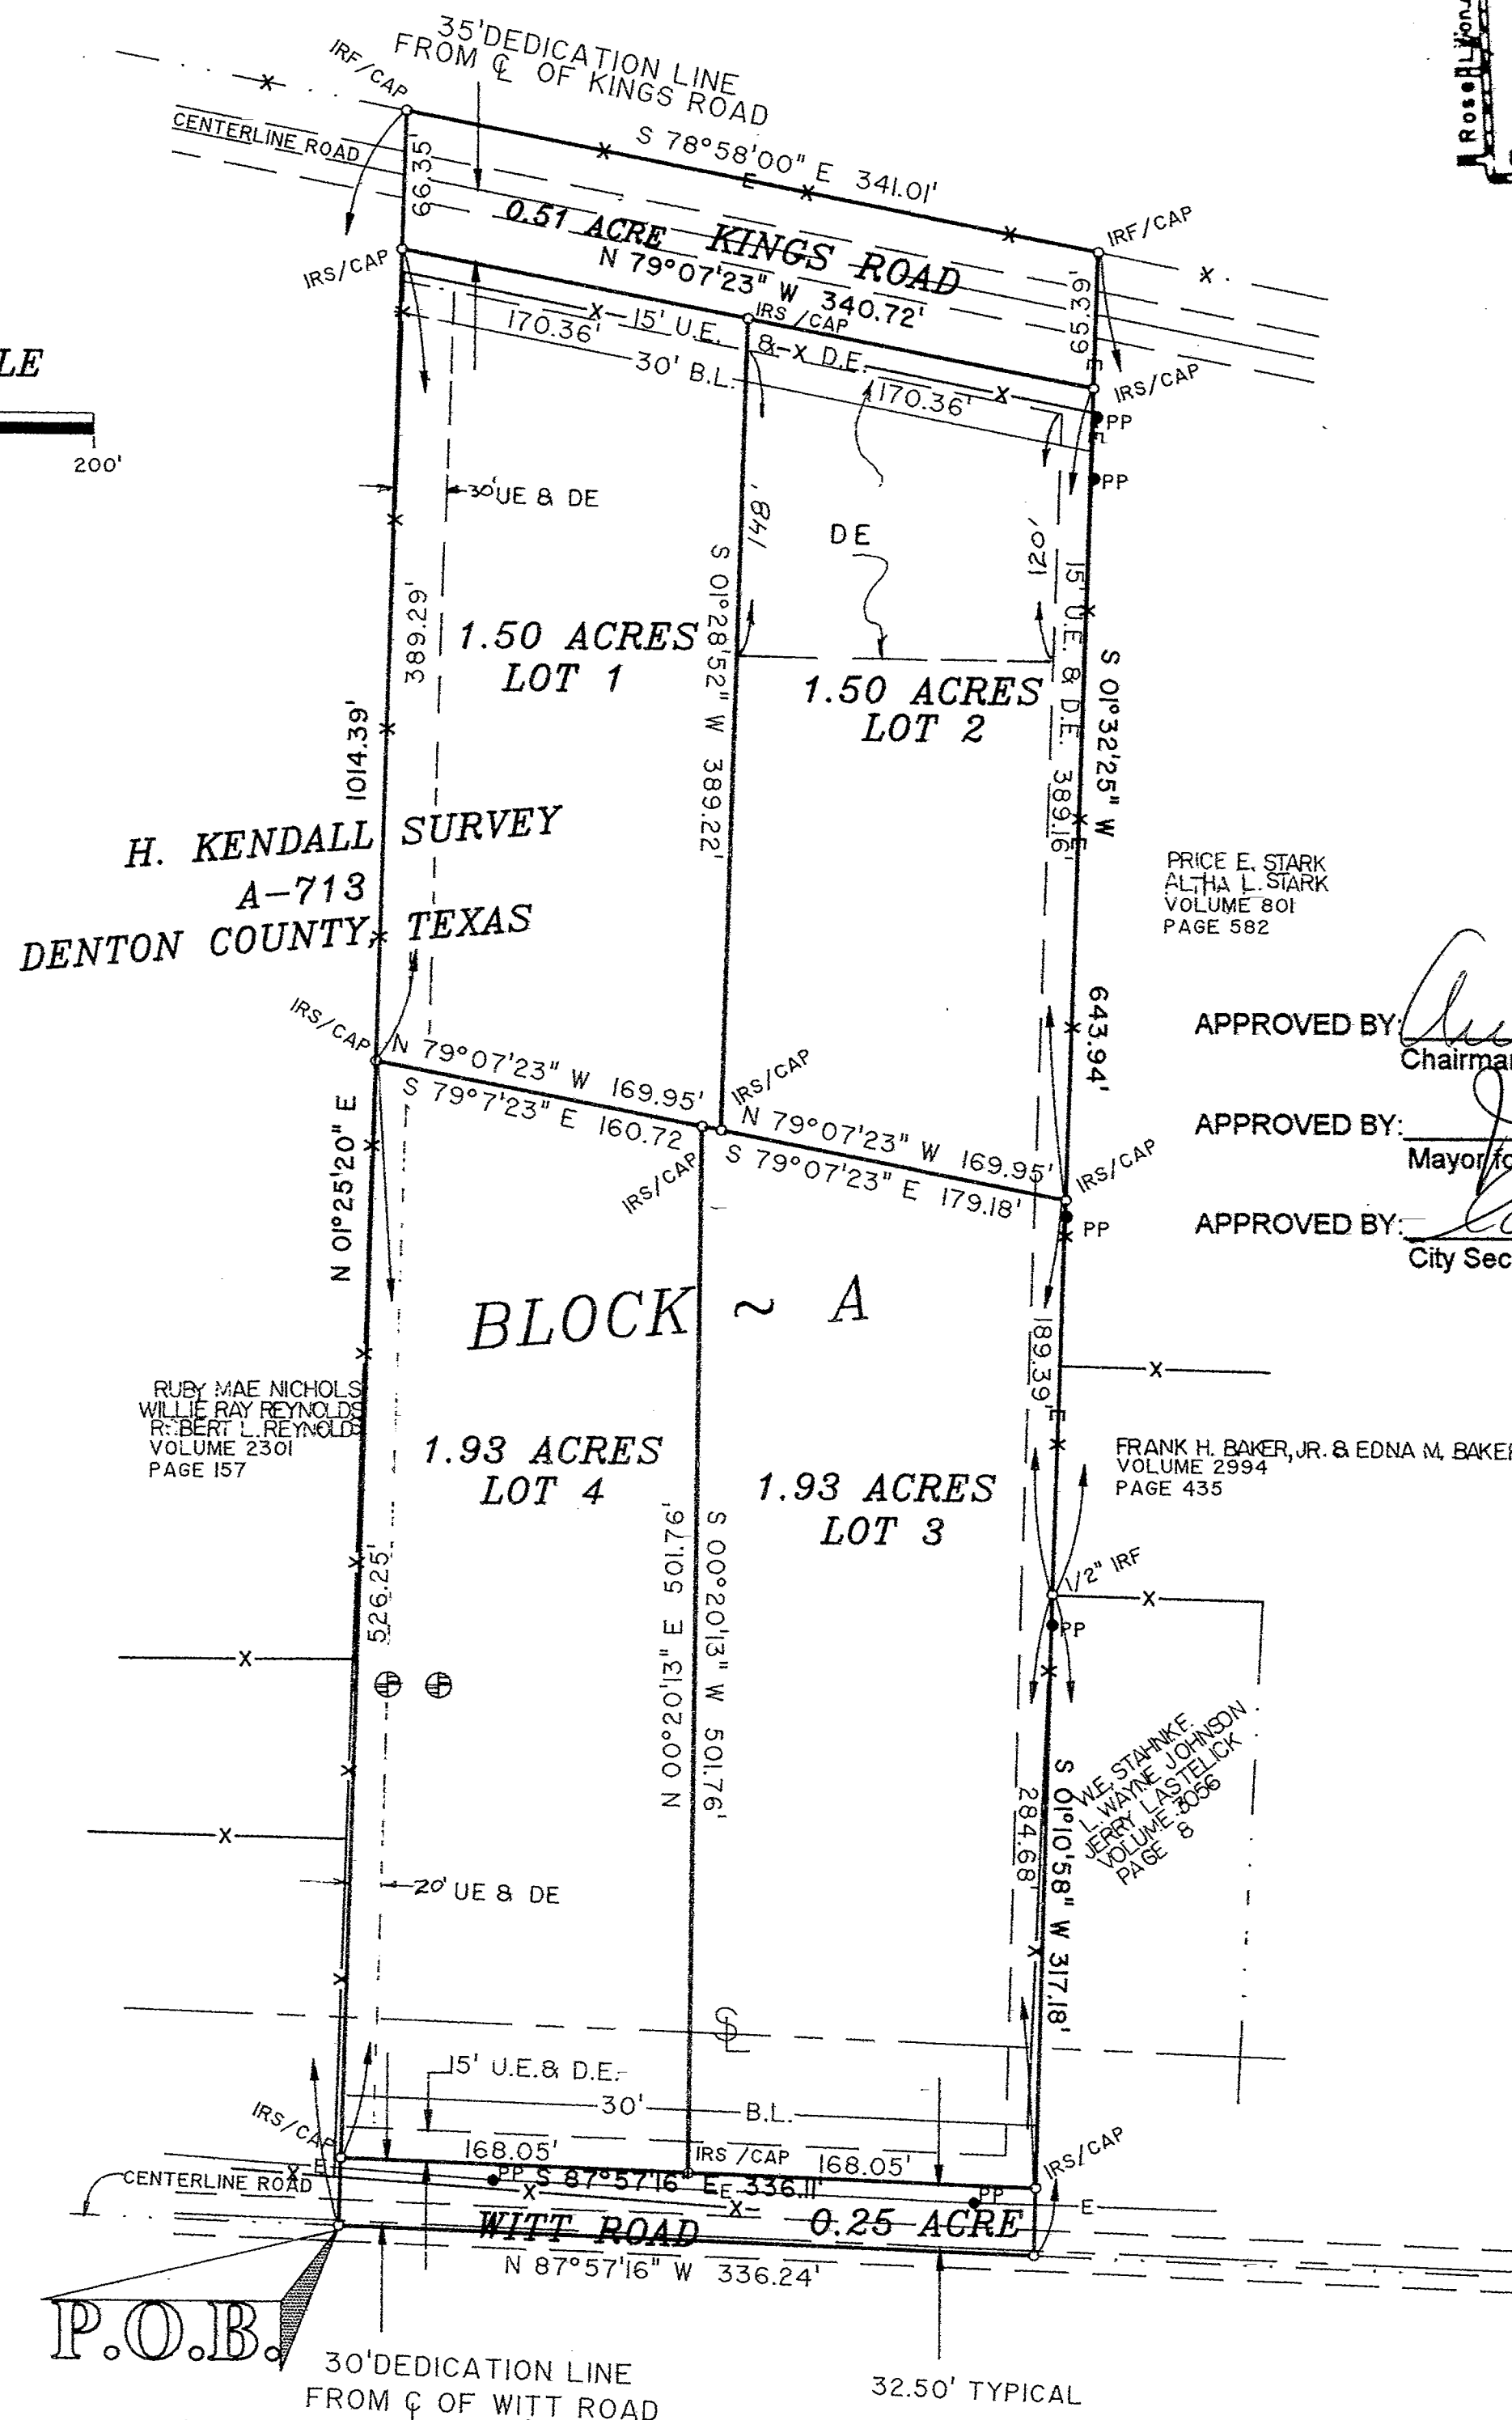 35' DEDICATION LINE
FROM ℄ OF KINGS ROAD
IRF/CAP
CENTERLINE ROAD
66.35'
S 78°58'00" E 341.01'
E
0.51 ACRE KINGS ROAD
N 79°07'23" W 340.72'
IRF/CAP
65.39'
E
IRS/CAP
IRS/CAP
IRS/CAP
170.36'
15' U.E. & D.E.
30' B.L.
170.36'
PP
PP
LE
200'
30' UE & DE
148'
DE
120'
15' U.E. & D.E. 389.16'
S 01°28'52" W 389.22'
389.29'
1.50 ACRES
LOT 1
1.50 ACRES
LOT 2
S 01°32'25" W
643.94'
1014.39'
N 01°25'20" E
H. KENDALL SURVEY
A-713
DENTON COUNTY, TEXAS
PRICE E. STARK
ALTHA L. STARK
VOLUME 801
PAGE 582
APPROVED BY:
Chairman
APPROVED BY:
Mayor fo
APPROVED BY:
City Sec
IRS/CAP
N 79°07'23" W 169.95'
S 79°7'23" E 160.72
IRS/CAP
IRS/CAP
N 79°07'23" W 169.95'
S 79°07'23" E 179.18'
IRS/CAP
PP
BLOCK ~ A
189.39'
E
RUBY MAE NICHOLS
WILLIE RAY REYNOLDS
ROBERT L. REYNOLDS
VOLUME 2301
PAGE 157
1.93 ACRES
LOT 4
1.93 ACRES
LOT 3
FRANK H. BAKER, JR. & EDNA M. BAKER
VOLUME 2994
PAGE 435
N 00°20'13" E 501.76'
S 00°20'13" W 501.76'
526.25'
1/2" IRF
PP
W.E. STAHNKE
L. WAYNE JOHNSON
JERRY LASTELICK
VOLUME 3056
PAGE 8
284.68'
S 01°10'58" W 317.18'
20' UE & DE
℄
15' U.E. & D.E.
30' B.L.
IRS/CAP
168.05'
IRS/CAP
168.05'
IRS/CAP
CENTERLINE ROAD
E
PP
S 87°57'16" E 336.11'
E
PP
E
WITT ROAD 0.25 ACRE
N 87°57'16" W 336.24'
P.O.B.
30' DEDICATION LINE
FROM ℄ OF WITT ROAD
32.50' TYPICAL